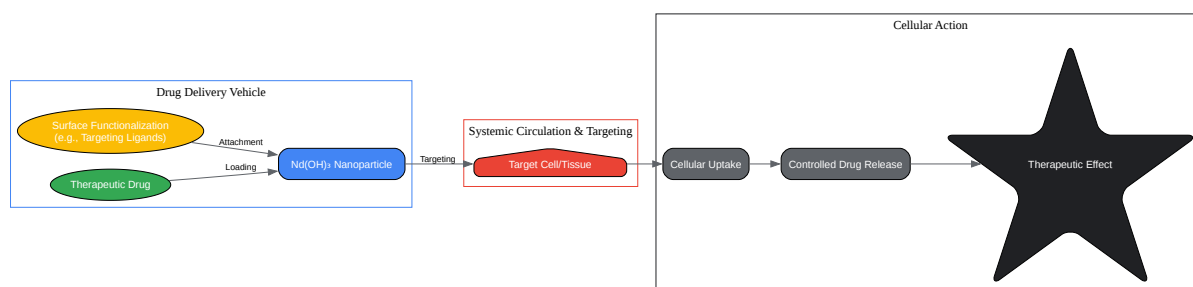 Cellular Action
Drug Delivery Vehicle
Surface Functionalization
(e.g., Targeting Ligands)
Attachment
Loading
Therapeutic Drug
Nd(OH)₃ Nanoparticle
Targeting
Systemic Circulation & Targeting
Target Cell/Tissue
Cellular Uptake
Controlled Drug Release
Therapeutic Effect